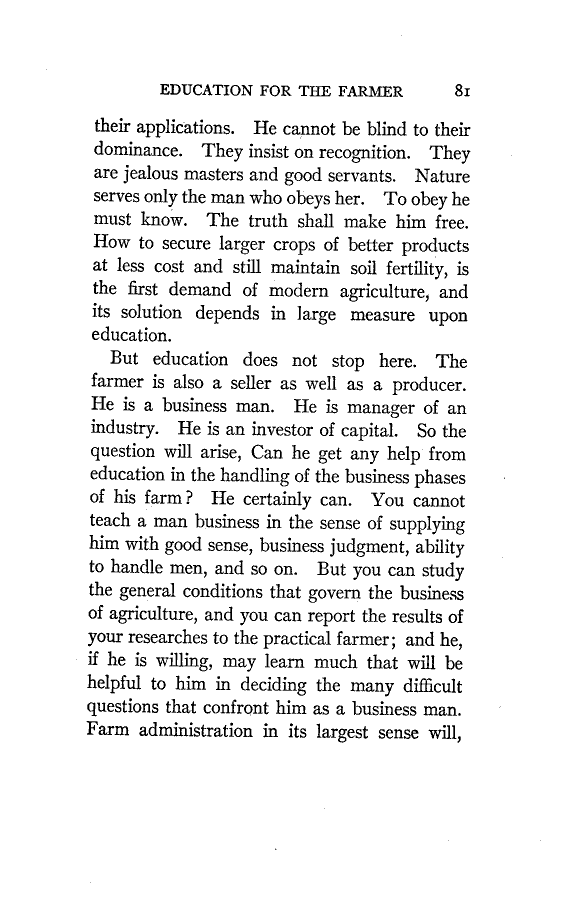 EDUCATION FOR THE FARMER 81
their applications. He cannot be blind to their
dominance. They insist on recognition. They
are jealous masters and good servants. Nature
serves only the man who obeys her. To obey he
must know. The truth shall make him free.
How to secure larger crops of better products
at less cost and still maintain soil fertility, is
the first demand of modern agriculture, and
its solution depends in large measure upon
education.
But education does not stop here. The
farmer is also a seller as well as a producer.
He is a business man. He is manager of an
industry. He is an investor of capital. So the
question will arise, Can he get any help from
education in the handling of the business phases
of his farm? He certainly can. You cannot
teach a man business in the sense of supplying
him with good sense, business judgment, ability
to handle men, and so on. But you can study
the general conditions that govern the business
of agriculture, and you can report the results of
your researches to the practical farmer; and he,
if he is willing, may learn much that will be
helpful to him in deciding the many difficult
questions that confront him as a business man.
Farm administration in its largest sense will,